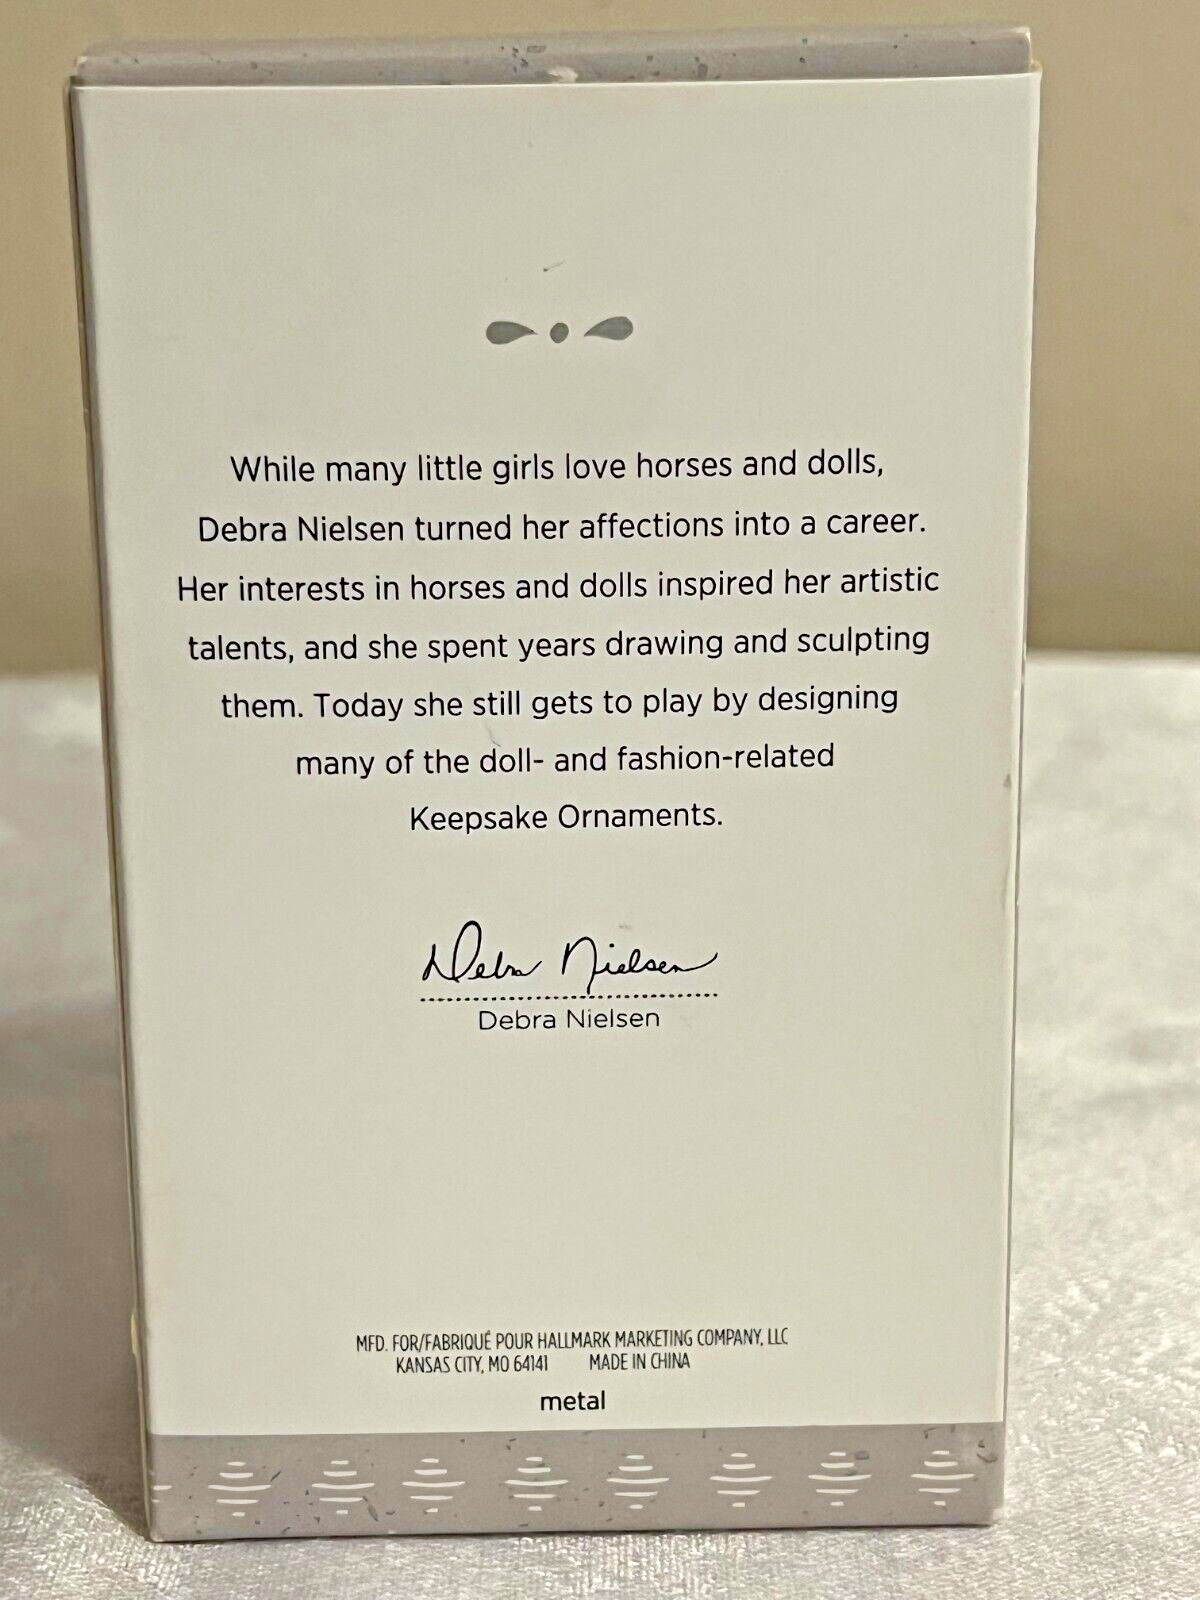 While many little girls love horses and dolls,
Debra Nielsen turned her affections into a career.
Her interests in horses and dolls inspired her artistic
talents, and she spent years drawing and sculpting
them. Today she still gets to play by designing
many of the doll- and fashion-related
Keepsake Ornaments.
Debra Nielsen
Debra Nielsen
MFD. FOR/FABRIQUÉ POUR HALLMARK MARKETING COMPANY, LLC
KANSAS CITY, MO 64141 MADE IN CHINA
metal